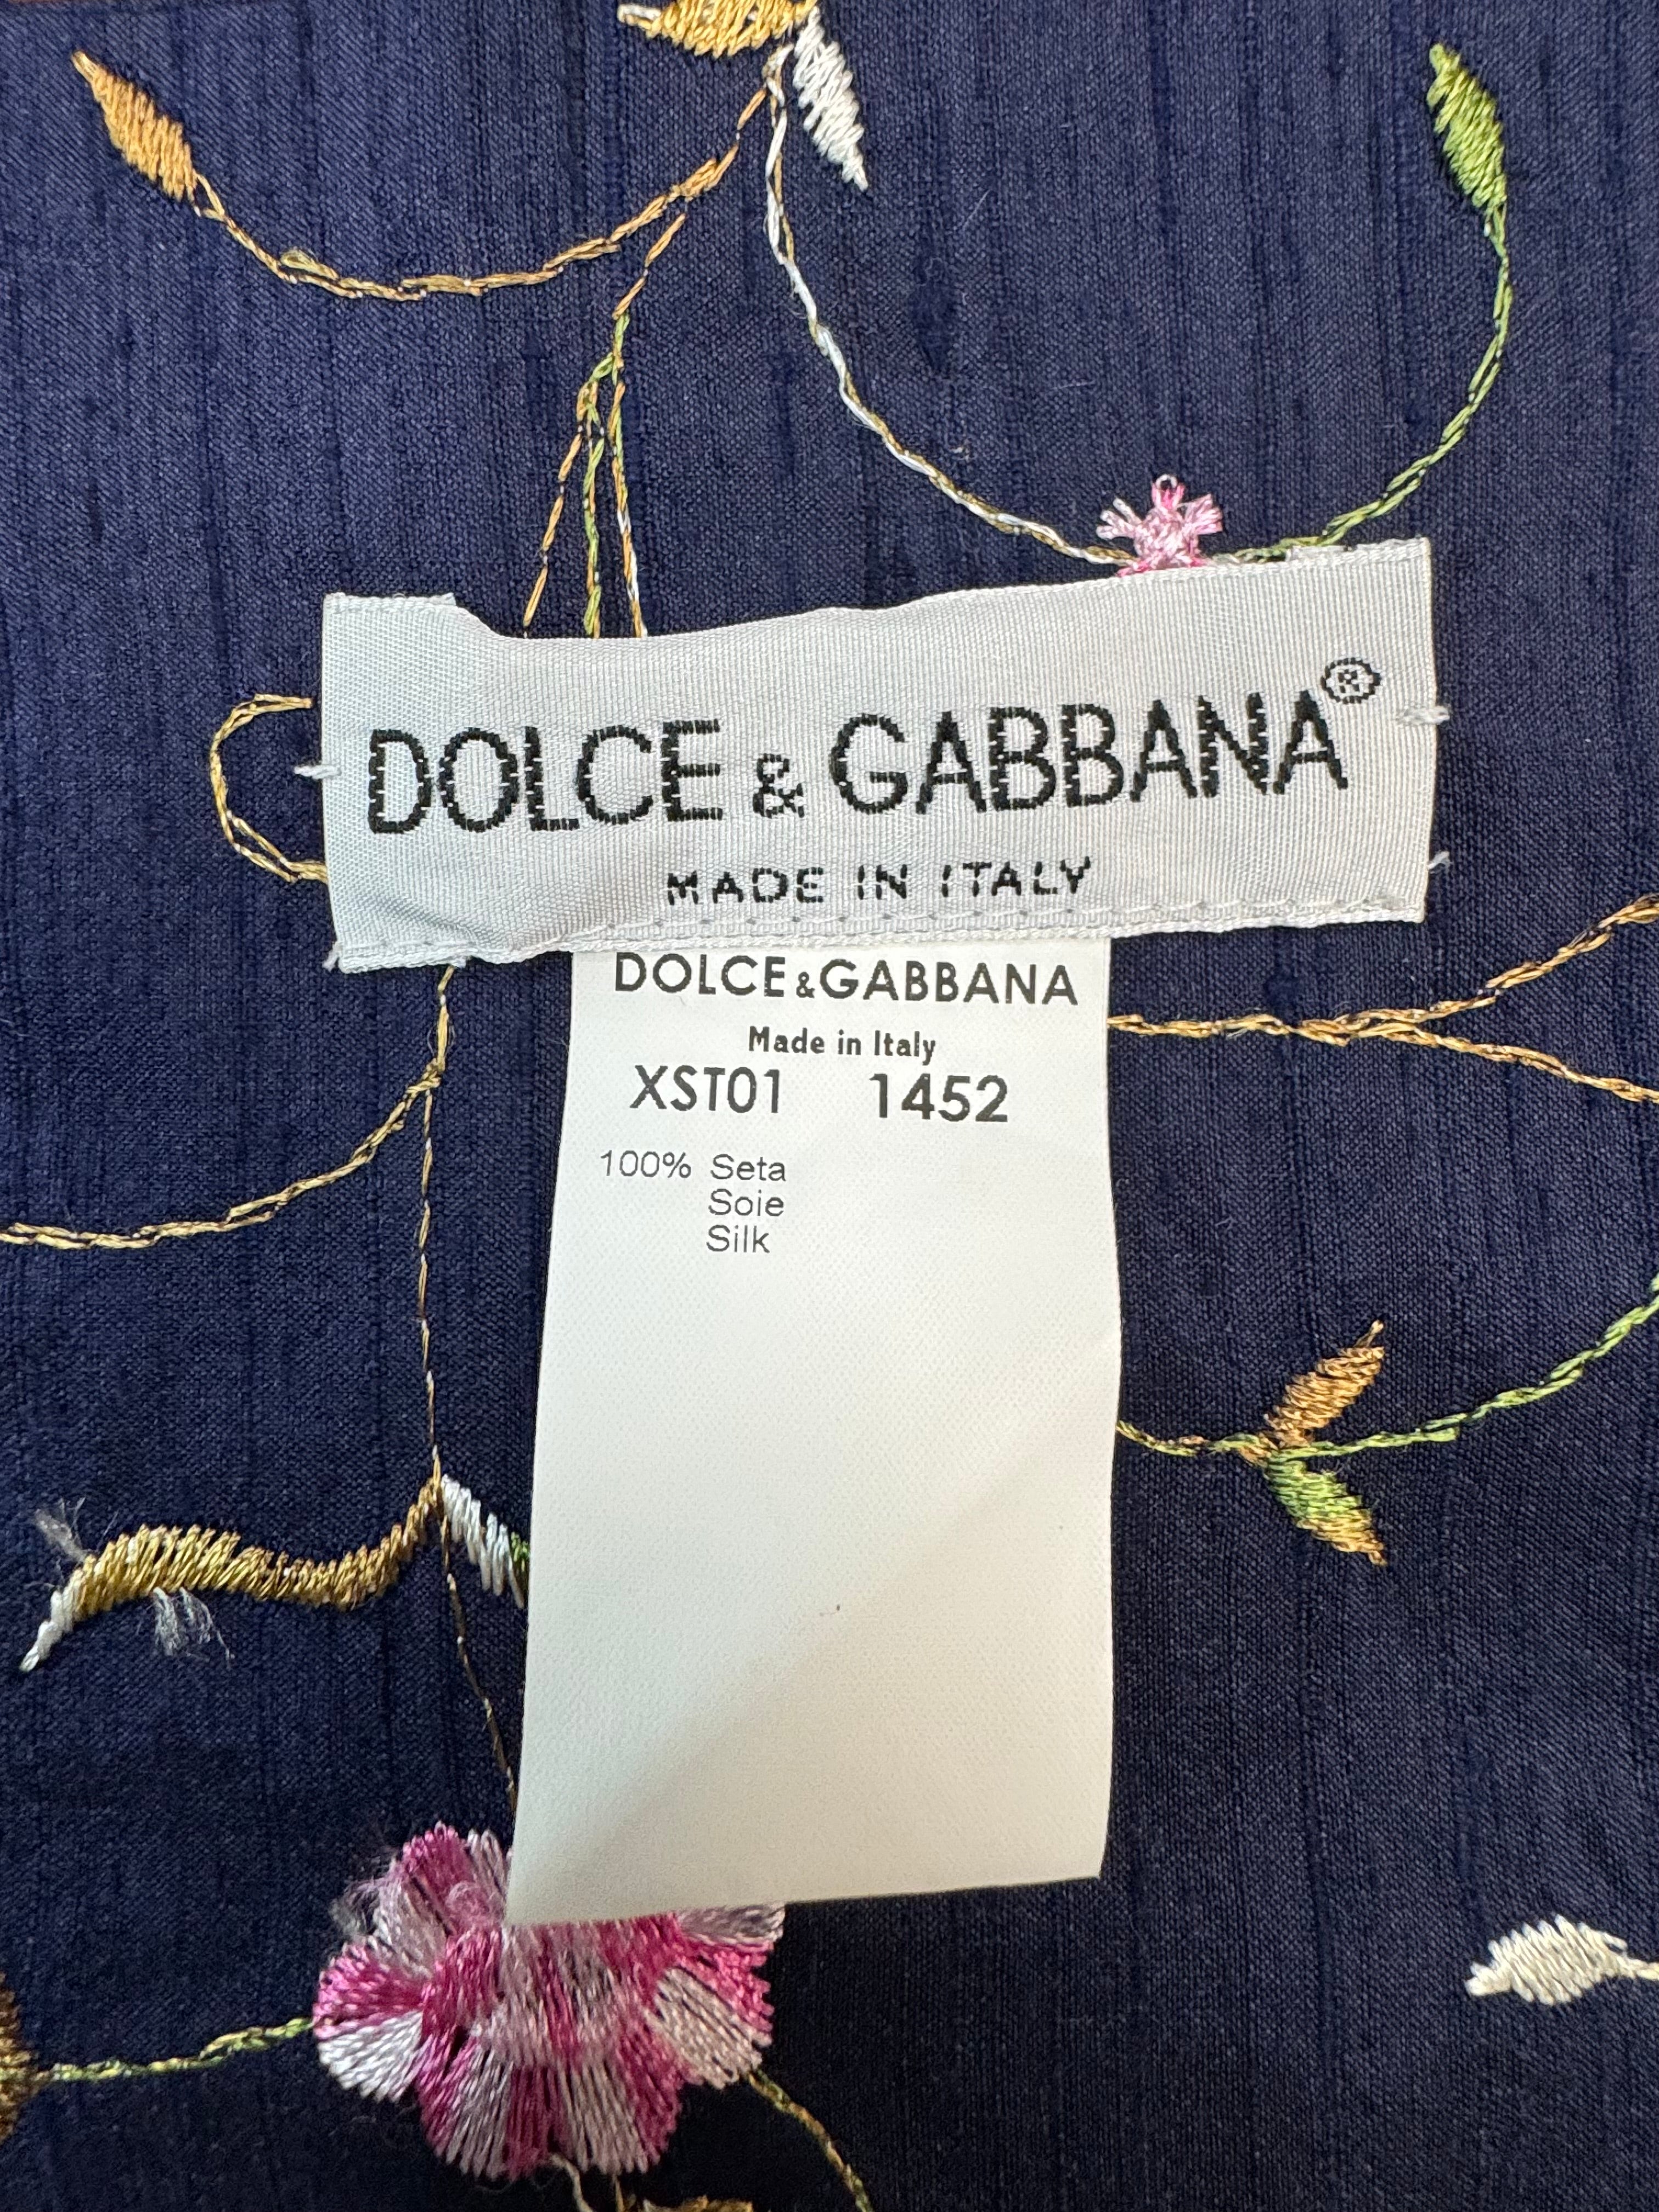 DOLCE & GABBANA®
MADE IN ITALY
DOLCE&GABBANA
Made in Italy
XST01 1452
100% Seta
Soie
Silk